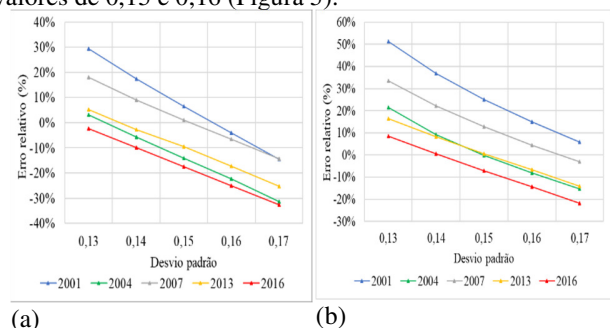 valores de 0,15 e 0,16 (Figura 5).
40%
30%
20%
10%
0%
-10%
-20%
-30%
-40%
Erro relativo (%)
0,13 0,14 0,15 0,16 0,17
Desvio padrão
2001 2004 2007 2013 2016
(a)
60%
50%
40%
30%
20%
10%
0%
-10%
-20%
-30%
Erro relativo (%)
0,13 0,14 0,15 0,16 0,17
Desvio padrão
2001 2004 2007 2013 2016
(b)